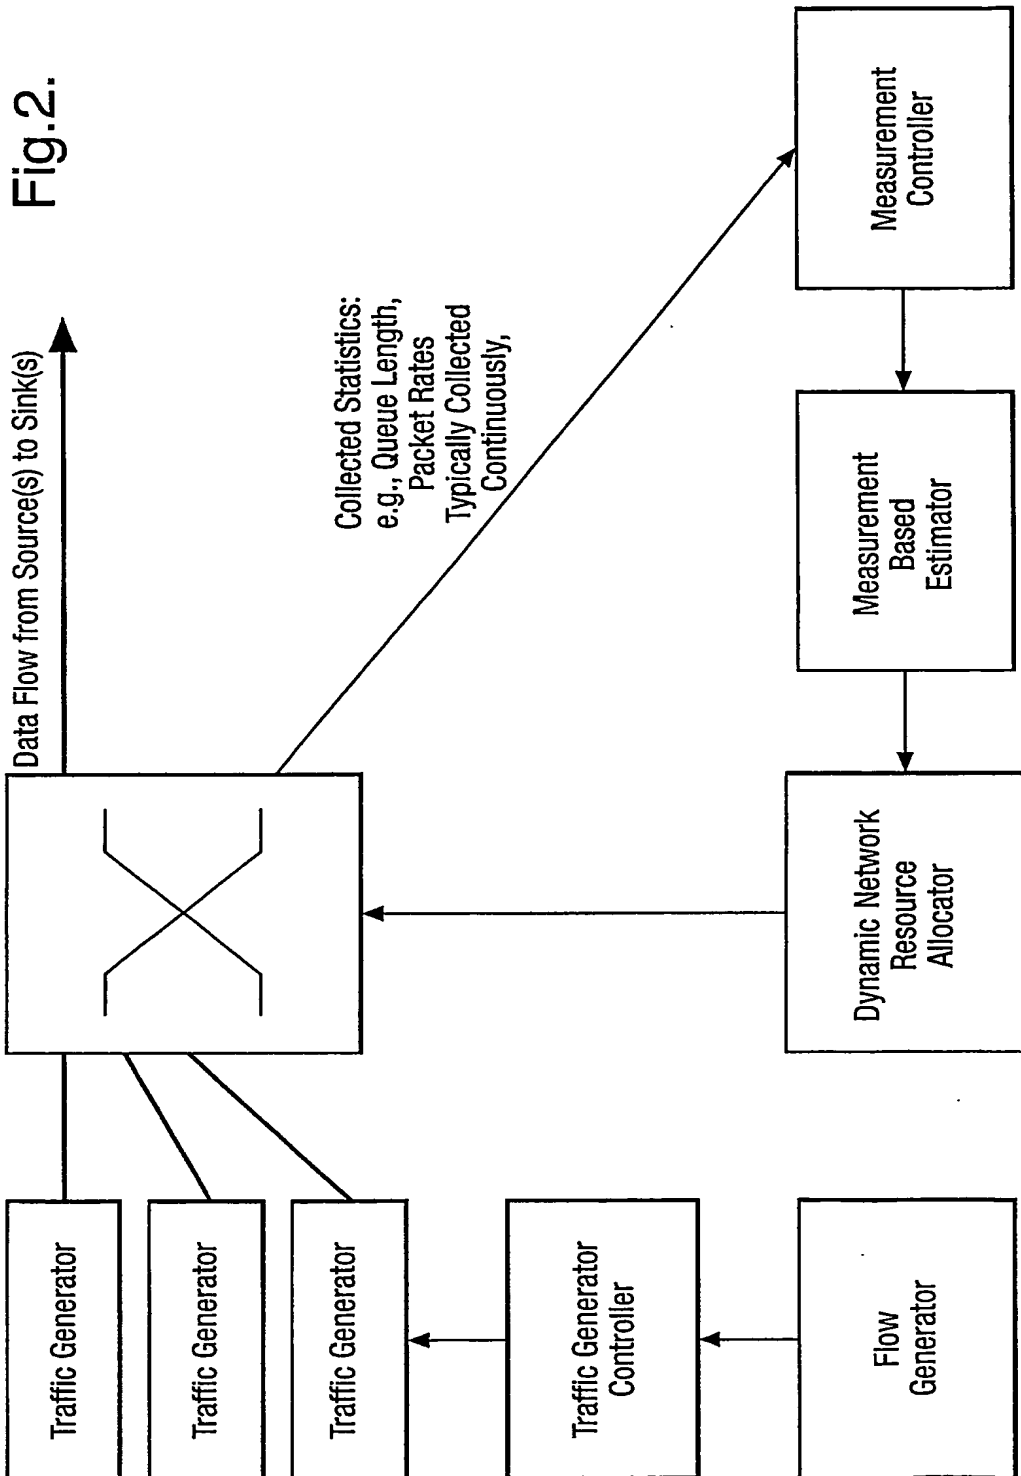 Fig.2.
Data Flow from Source(s) to Sink(s)
Traffic Generator
Traffic Generator
Traffic Generator
Collected Statistics:
e.g., Queue Length,
Packet Rates
Typically Collected
Continuously,
Traffic Generator
Controller
Flow
Generator
Dynamic Network
Resource
Allocator
Measurement
Based
Estimator
Measurement
Controller